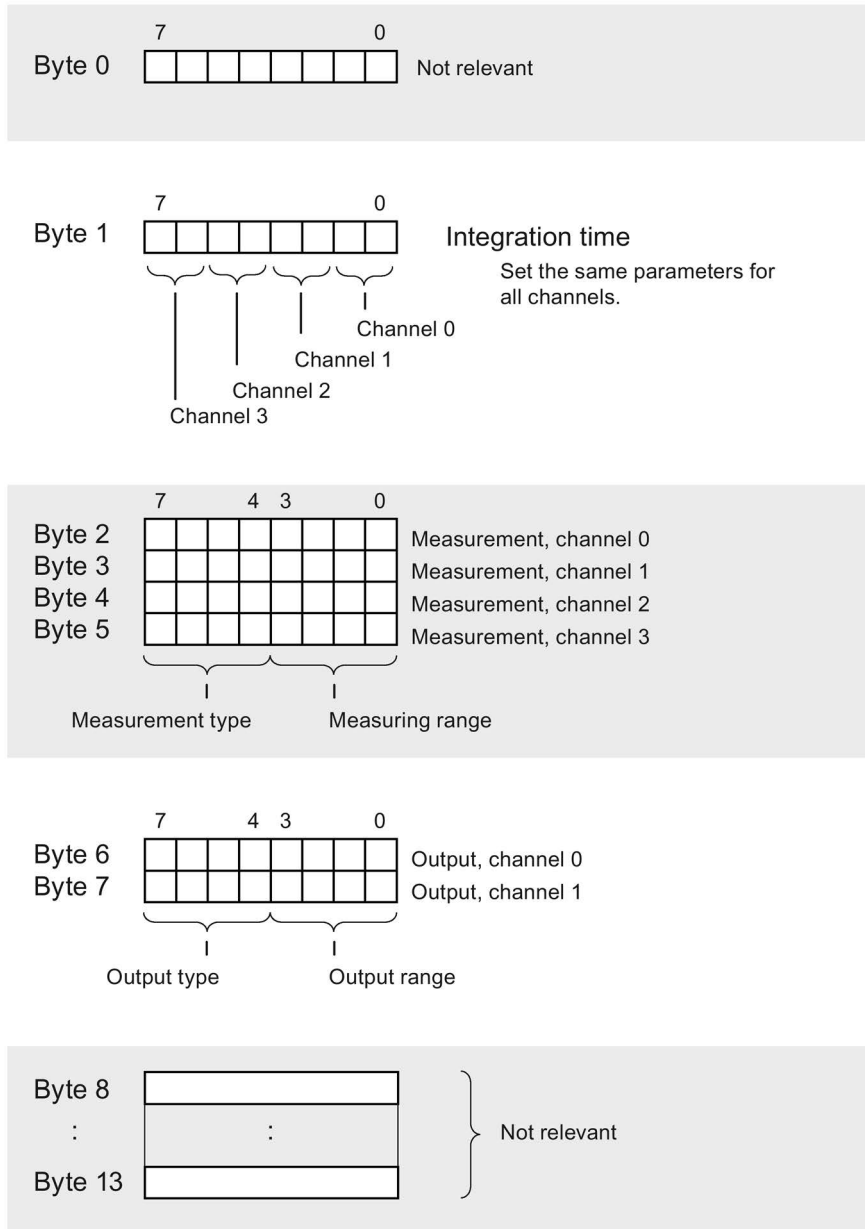 7 0
Byte 0 Not relevant
7 0
Byte 1 Integration time
Set the same parameters for
all channels.
Channel 0
Channel 1
Channel 2
Channel 3
7 4 3 0
Byte 2 Measurement, channel 0
Byte 3 Measurement, channel 1
Byte 4 Measurement, channel 2
Byte 5 Measurement, channel 3
Measurement type Measuring range
7 4 3 0
Byte 6 Output, channel 0
Byte 7 Output, channel 1
Output type Output range
Byte 8
: : Not relevant
Byte 13